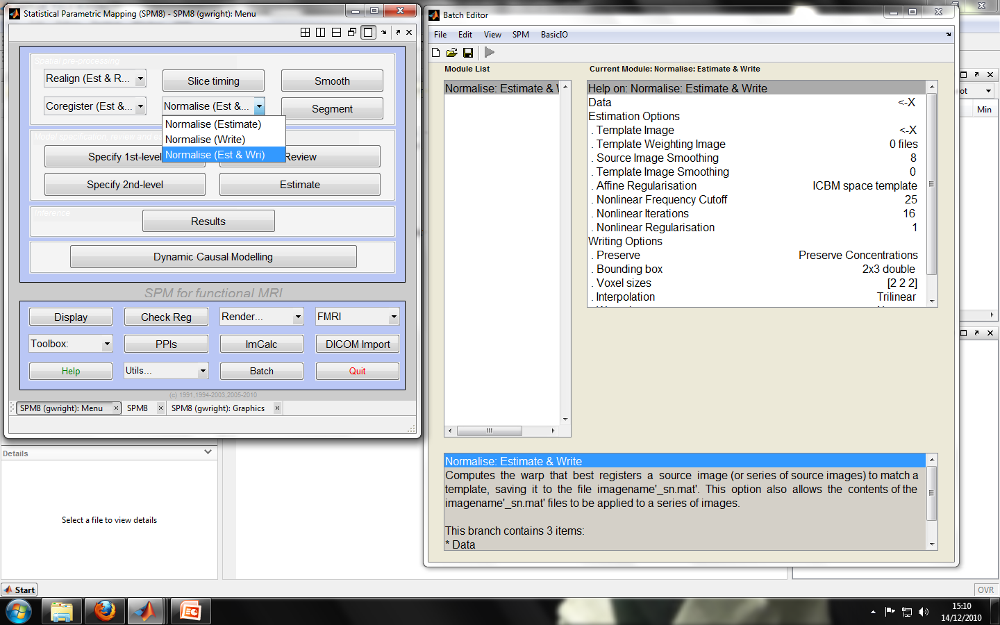 Statistical Parametric Mapping (SPM8) - SPM8 (gwright): Menu
Spatial pre-processing
Realign (Est & R...
Slice timing
Smooth
Coregister (Est &...
Normalise (Est &...
Segment
Normalise (Estimate)
Normalise (Write)
Normalise (Est & Wri)
Model specification, review and es
Specify 1st-level
Review
Specify 2nd-level
Estimate
Inference
Results
Dynamic Causal Modelling
SPM for functional MRI
Display
Check Reg
Render...
FMRI
Toolbox:
PPIs
ImCalc
DICOM Import
Help
Utils...
Batch
Quit
(c) 1991,1994-2003,2005-2010
SPM8 (gwright): Menu
SPM8
SPM8 (gwright): Graphics
Details
Select a file to view details
Start
Batch Editor
File Edit View SPM BasicIO
Module List
Current Module: Normalise: Estimate & Write
Normalise: Estimate & W
Help on: Normalise: Estimate & Write
Data <-X
Estimation Options
. Template Image <-X
. Template Weighting Image 0 files
. Source Image Smoothing 8
. Template Image Smoothing 0
. Affine Regularisation ICBM space template
. Nonlinear Frequency Cutoff 25
. Nonlinear Iterations 16
. Nonlinear Regularisation 1
Writing Options
. Preserve Preserve Concentrations
. Bounding box 2x3 double
. Voxel sizes [2 2 2]
. Interpolation Trilinear
Normalise: Estimate & Write
Computes the warp that best registers a source image (or series of source images) to match a
template, saving it to the file imagename'_sn.mat'. This option also allows the contents of the
imagename'_sn.mat' files to be applied to a series of images.
This branch contains 3 items:
* Data
ot
Min
OVR
15:10
14/12/2010